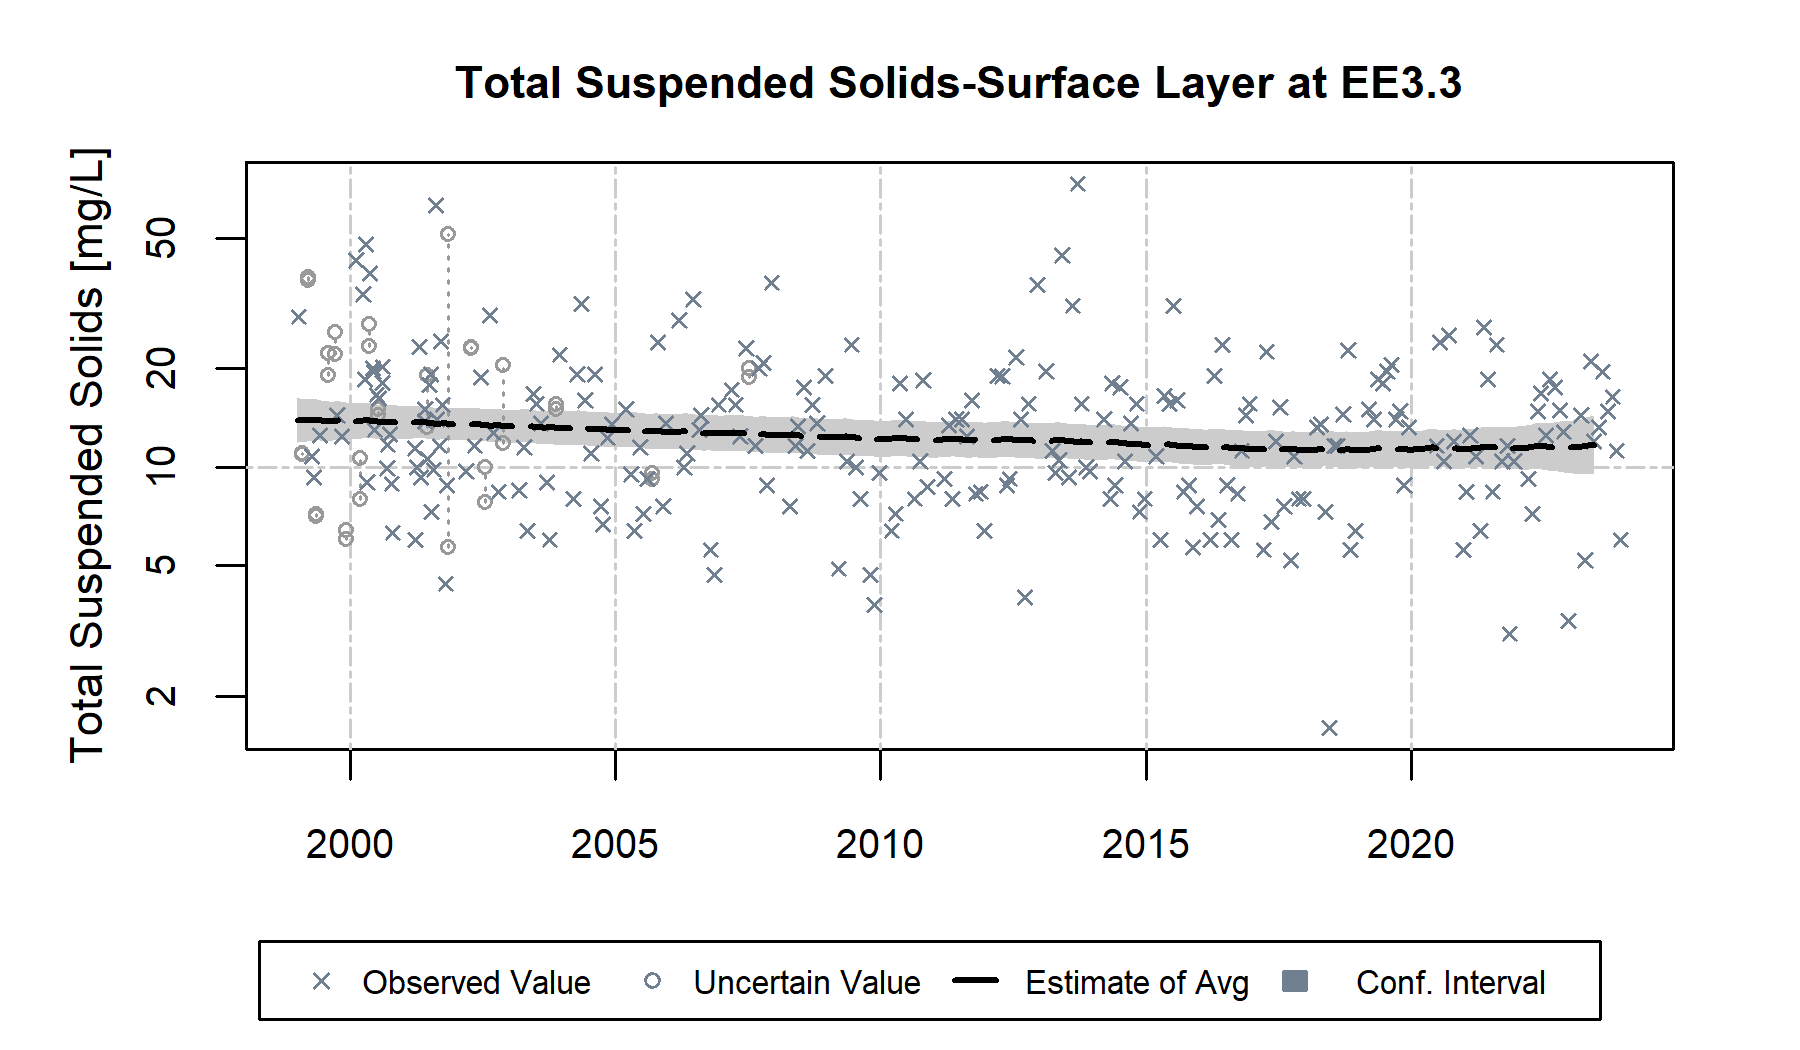 Total Suspended Solids-Surface Layer at EE3.3
Total Suspended Solids [mg/L]
50
20
10
5
2
2000 2005 2010 2015 2020
Observed Value Uncertain Value Estimate of Avg Conf. Interval